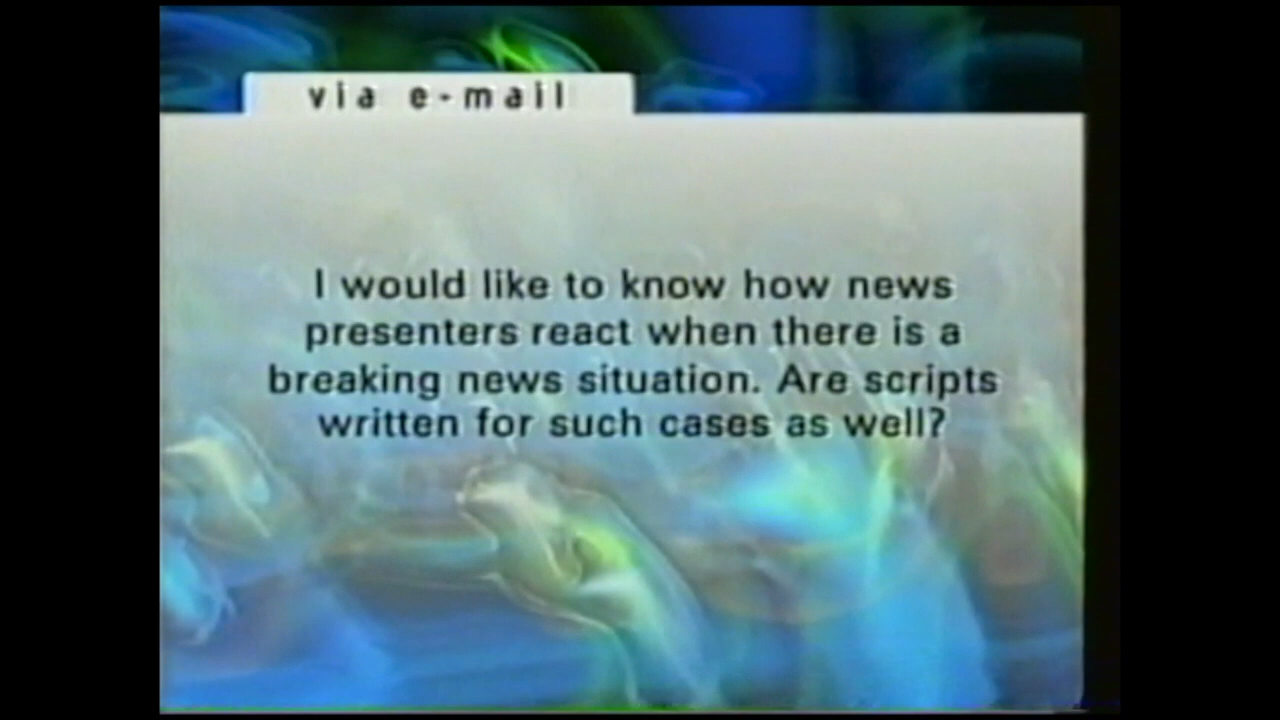 via e-mail
I would like to know how news
presenters react when there is a
breaking news situation. Are scripts
written for such cases as well?